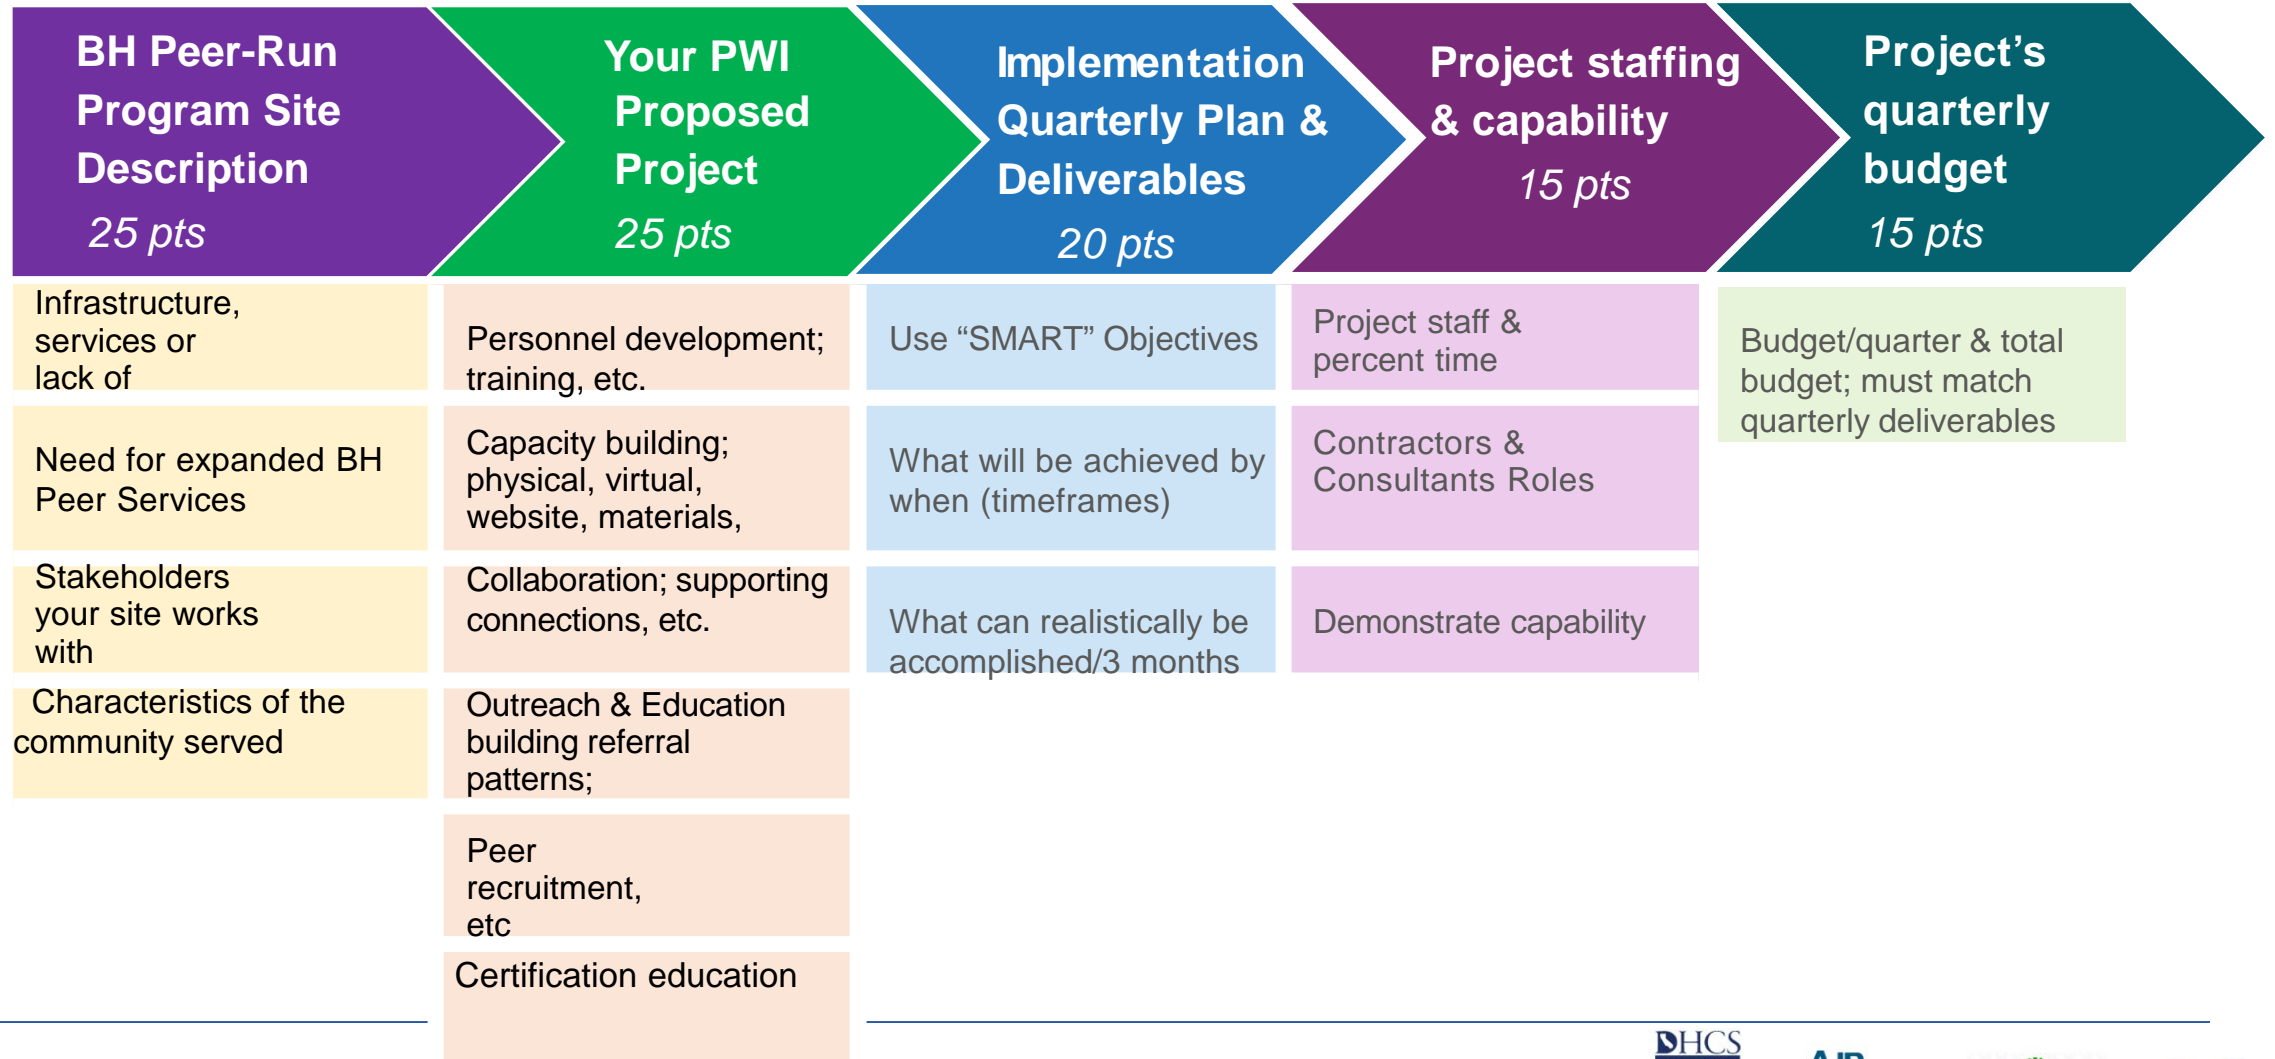 BH Peer-Run
Program Site
Description
25 pts
Your PWI
Proposed
Project
25 pts
Implementation
Quarterly Plan &
Deliverables
20 pts
Project staffing
& capability
15 pts
Project’s
quarterly
budget
15 pts
Infrastructure,
services or
lack of
Need for expanded BH
Peer Services
Stakeholders
your site works
with
Characteristics of the
community served
Personnel development;
training, etc.
Capacity building;
physical, virtual,
website, materials,
Collaboration; supporting
connections, etc.
Outreach & Education
building referral
patterns;
Peer
recruitment,
etc
Certification education
Use “SMART” Objectives
What will be achieved by
when (timeframes)
What can realistically be
accomplished/3 months
Project staff &
percent time
Contractors &
Consultants Roles
Demonstrate capability
Budget/quarter & total
budget; must match
quarterly deliverables
DHCS